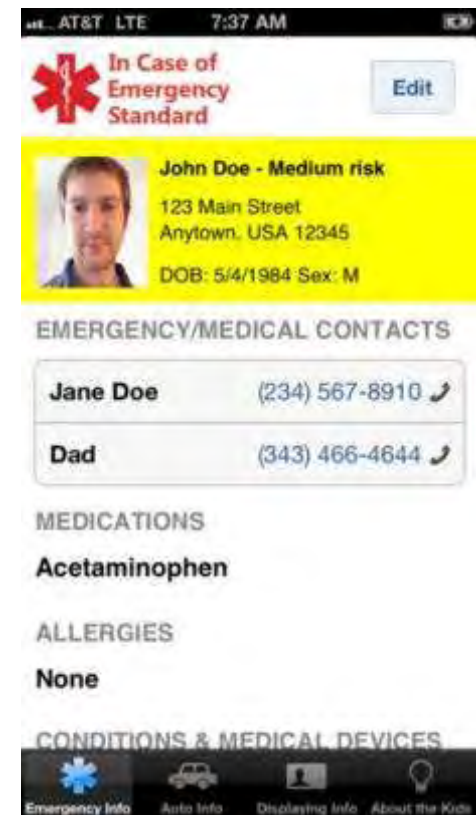 AT&T LTE 7:37 AM
In Case of
Emergency
Standard
Edit
John Doe - Medium risk
123 Main Street
Anytown, USA 12345
DOB: 5/4/1984 Sex: M
EMERGENCY/MEDICAL CONTACTS
Jane Doe (234) 567-8910
Dad (343) 466-4644
MEDICATIONS
Acetaminophen
ALLERGIES
None
CONDITIONS & MEDICAL DEVICES
Emergency Info Auto Info Displaying Info About the Kids